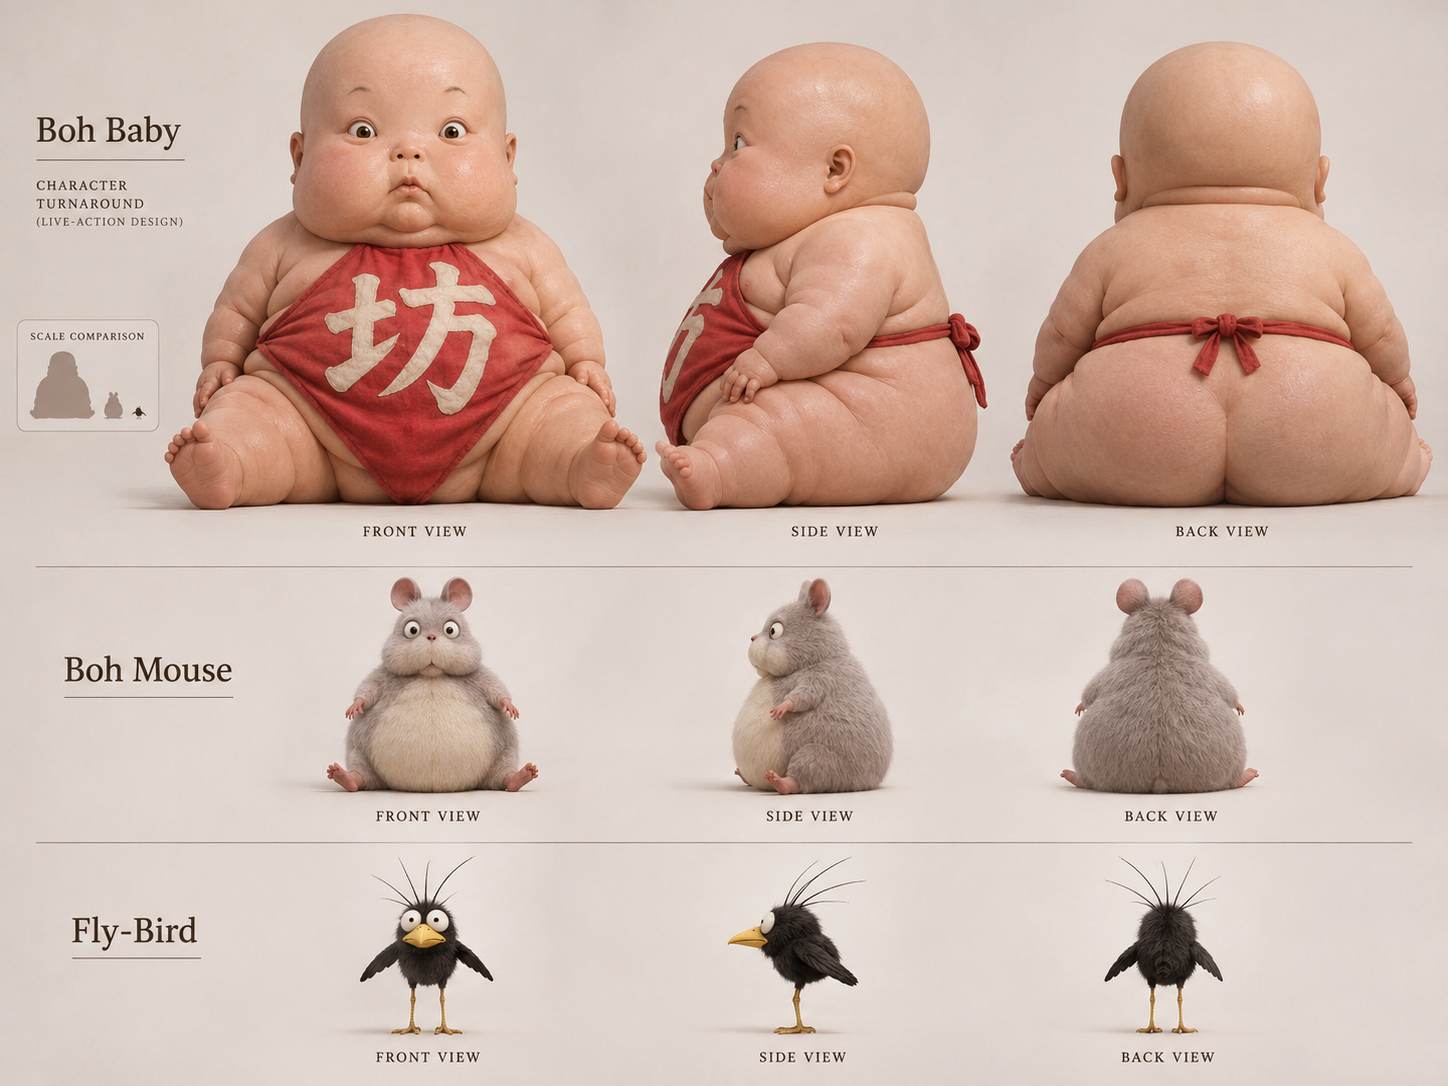 Boh Baby
CHARACTER
TURNAROUND
(LIVE-ACTION DESIGN)
SCALE COMPARISON
坊
坊
FRONT VIEW
SIDE VIEW
BACK VIEW
Boh Mouse
FRONT VIEW
SIDE VIEW
BACK VIEW
Fly-Bird
FRONT VIEW
SIDE VIEW
BACK VIEW